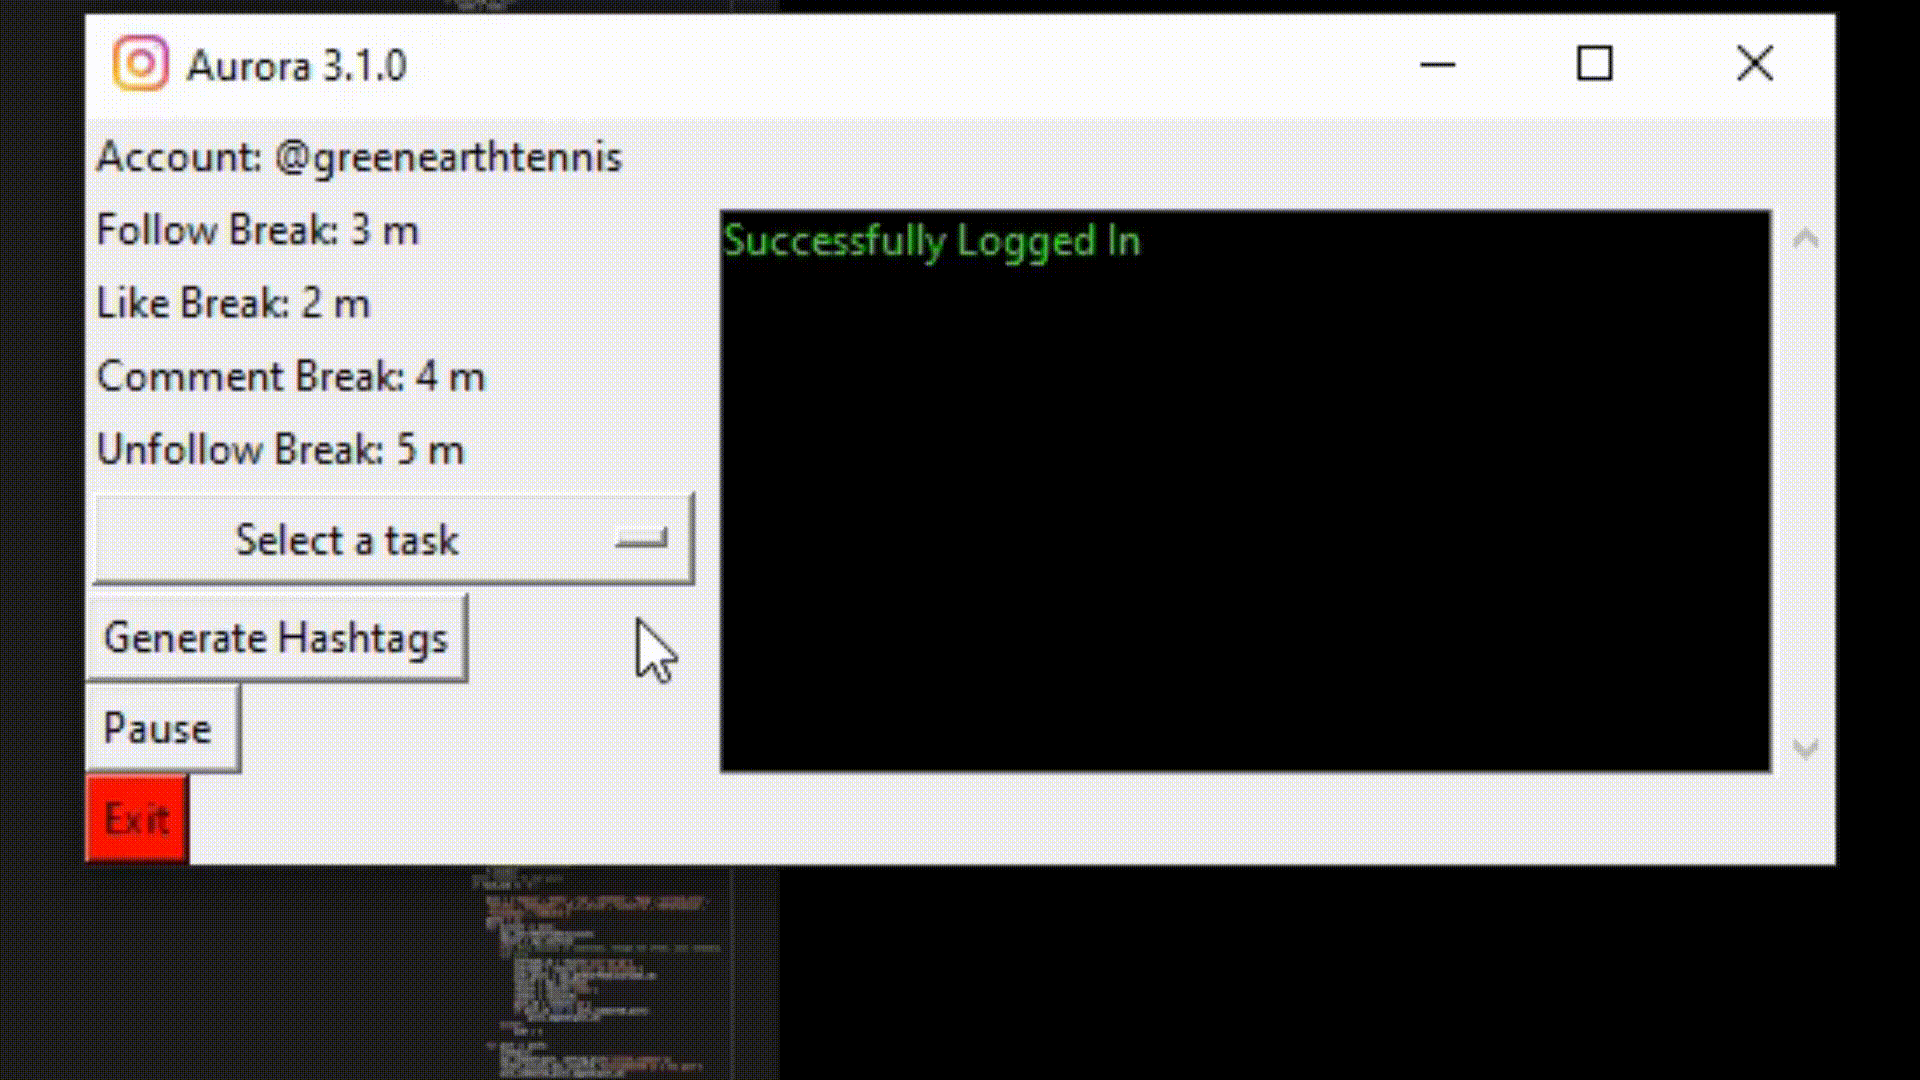 Aurora 3.1.0
Account: @greenearthtennis
Follow Break: 3 m
Like Break: 2 m
Comment Break: 4 m
Unfollow Break: 5 m
Select a task
Generate Hashtags
Pause
Exit
Successfully Logged In